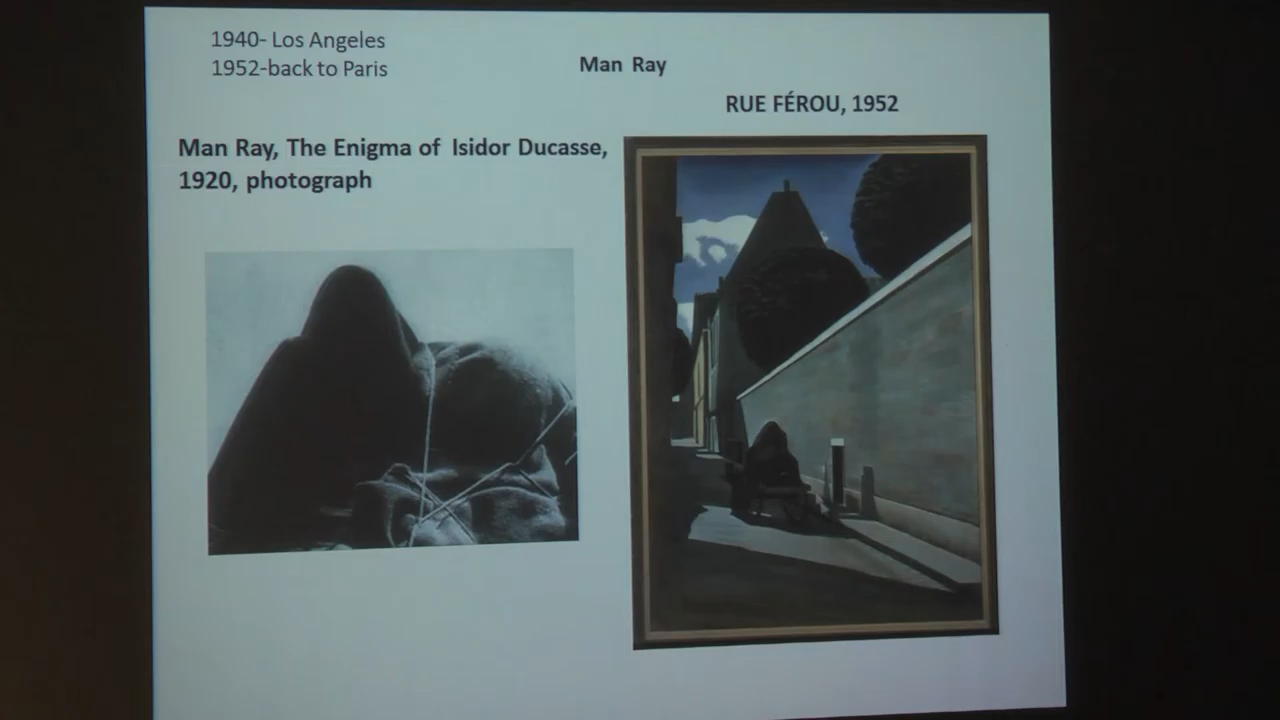 1940- Los Angeles
1952-back to Paris
Man Ray
RUE FÉROU, 1952
Man Ray, The Enigma of Isidor Ducasse,
1920, photograph